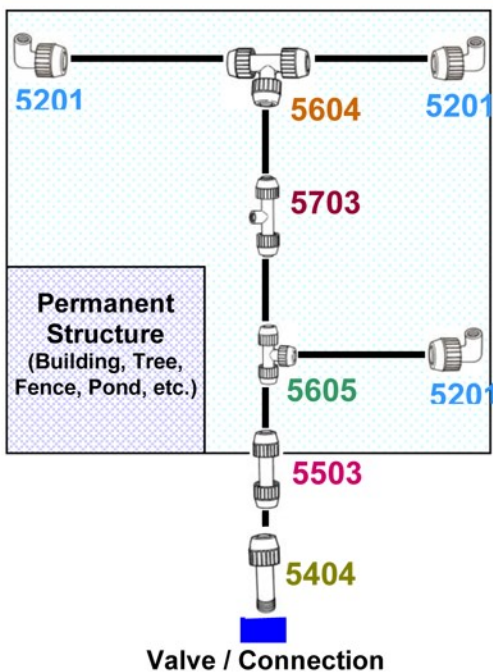 5201
5604
5201
5703
Permanent
Structure
(Building, Tree,
Fence, Pond, etc.)
5605
5201
5503
5404
Valve / Connection